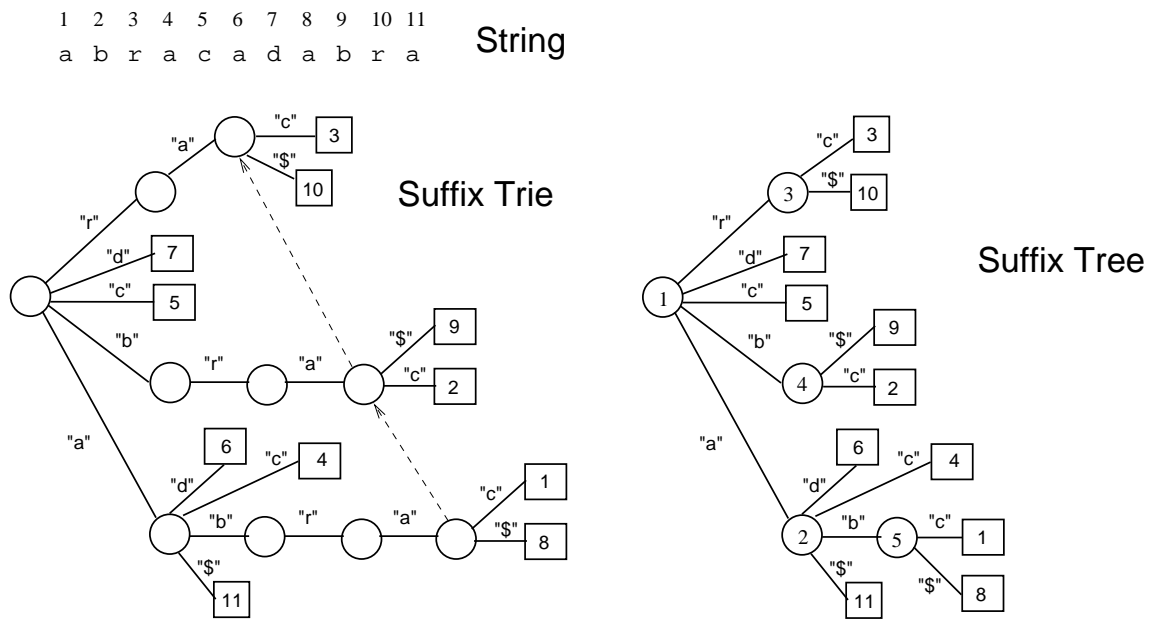 1 2 3 4 5 6 7 8 9 10 11
a b r a c a d a b r a
String
"a" "c" 3
"$" 10
Suffix Trie
"r"
"d" 7
"c" 5
"b" "r" "a" "$" 9
"c" 2
"a"
6
"d" "c" 4
"b" "r" "a" "c" 1
"$" 8
"$" 11
"c" 3
3 "$" 10
"r"
"d" 7
Suffix Tree
1 "c" 5
"b" "$" 9
4 "c" 2
"a"
6
"d" "c" 4
2 "b" 5 "c" 1
"$" 8
"$" 11